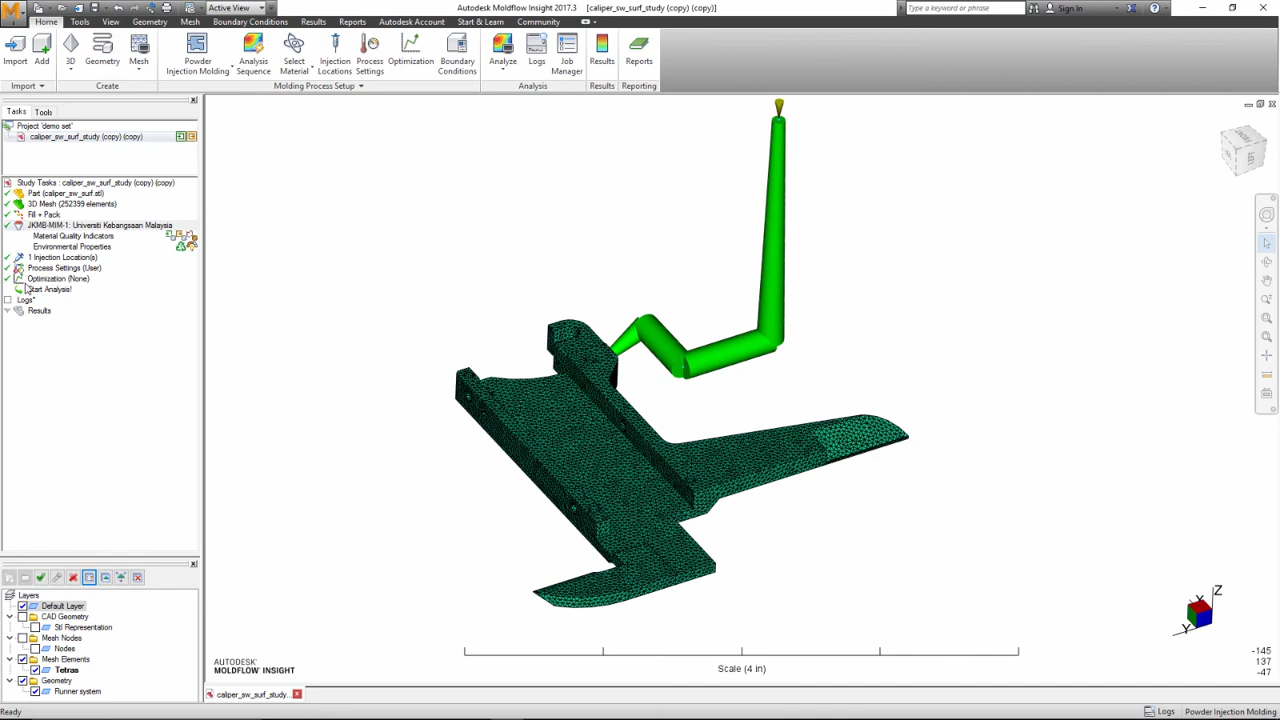 Active View
Autodesk Moldflow Insight 2017.3 [caliper_sw_surf_study (copy) (copy)]
Type a keyword or phrase
Sign In
Home Tools View Geometry Mesh Boundary Conditions Results Reports Autodesk Account Start & Learn Community
Import Add 3D Geometry Mesh Powder Injection Molding Analysis Sequence Select Material Injection Locations Process Settings Optimization Boundary Conditions Analyze Logs Job Manager Results Reports
Import Create Molding Process Setup Analysis Results Reporting
Tasks Tools
Project 'demo set'
caliper_sw_surf_study (copy) (copy)
Study Tasks : caliper_sw_surf_study (copy) (copy)
Part (caliper_sw_surf.stl)
3D Mesh (252399 elements)
Fill + Pack
JKMB-MIM-1: Universiti Kebangsaan Malaysia
Material Quality Indicators
Environmental Properties
1 Injection Location(s)
Process Settings (User)
Optimization (None)
Start Analysis!
Logs*
Results
Layers
Default Layer
CAD Geometry
Stl Representation
Mesh Nodes
Nodes
Mesh Elements
Tetras
Geometry
Runner system
AUTODESK®
MOLDFLOW INSIGHT
Scale (4 in)
X
Y
Z
-145
137
-47
caliper_sw_surf_study...
Ready
Logs
Powder Injection Molding